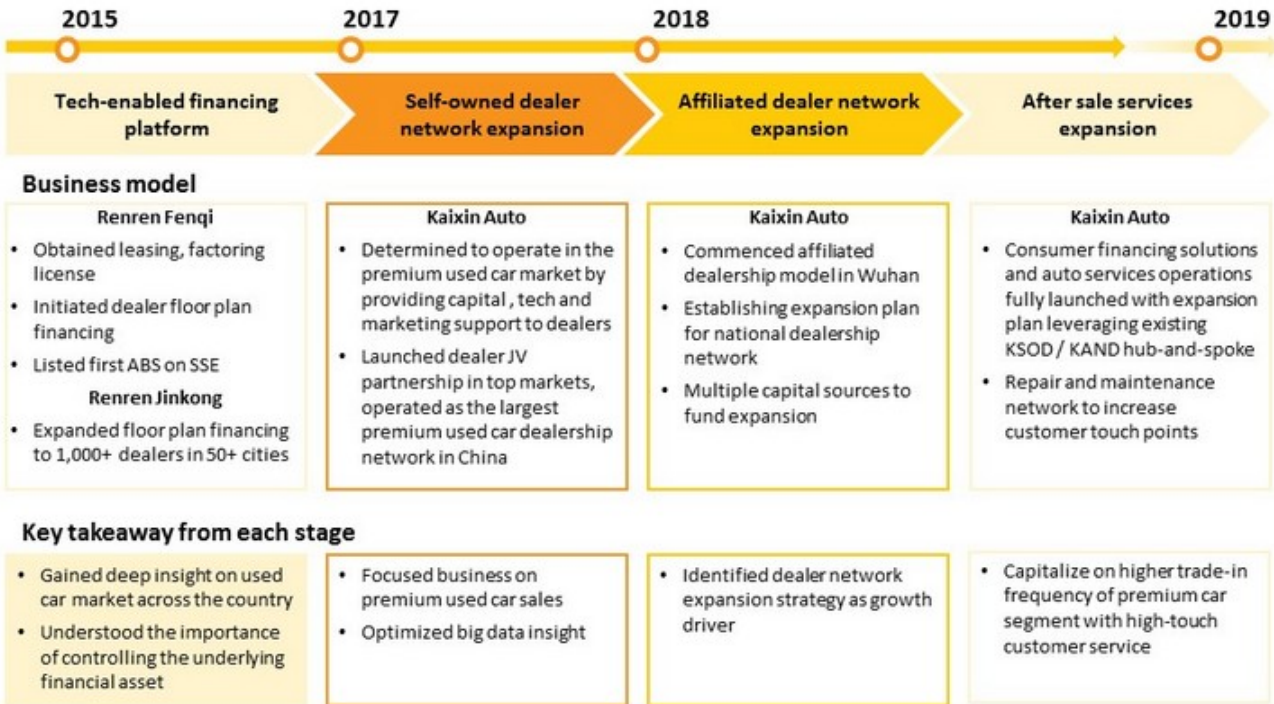 2015
2017
2018
2019
Tech-enabled financing
platform
Self-owned dealer
network expansion
Affiliated dealer network
expansion
After sale services
expansion
Business model
Renren Fenqi
• Obtained leasing, factoring
license
• Initiated dealer floor plan
financing
• Listed first ABS on SSE
Renren Jinkong
• Expanded floor plan financing
to 1,000+ dealers in 50+ cities
Kaixin Auto
• Determined to operate in the
premium used car market by
providing capital , tech and
marketing support to dealers
• Launched dealer JV
partnership in top markets,
operated as the largest
premium used car dealership
network in China
Kaixin Auto
• Commenced affiliated
dealership model in Wuhan
• Establishing expansion plan
for national dealership
network
• Multiple capital sources to
fund expansion
Kaixin Auto
• Consumer financing solutions
and auto services operations
fully launched with expansion
plan leveraging existing
KSOD / KAND hub-and-spoke
• Repair and maintenance
network to increase
customer touch points
Key takeaway from each stage
• Gained deep insight on used
car market across the country
• Understood the importance
of controlling the underlying
financial asset
• Focused business on
premium used car sales
• Optimized big data insight
• Identified dealer network
expansion strategy as growth
driver
• Capitalize on higher trade-in
frequency of premium car
segment with high-touch
customer service